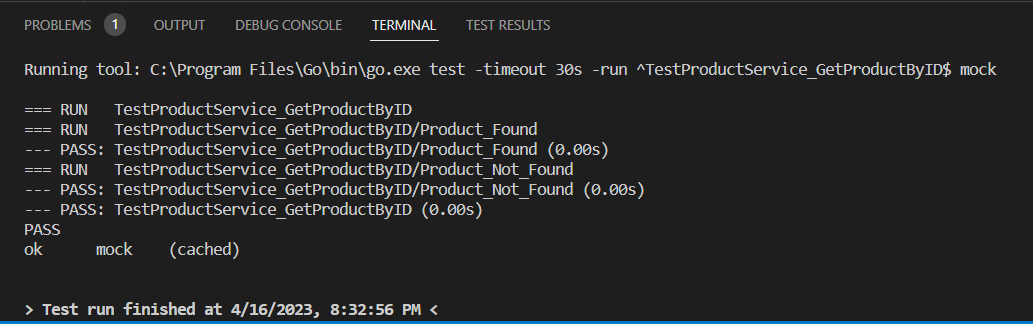 PROBLEMS 1 OUTPUT DEBUG CONSOLE TERMINAL TEST RESULTS
Running tool: C:\Program Files\Go\bin\go.exe test -timeout 30s -run ^TestProductService_GetProductByID$ mock
=== RUN   TestProductService_GetProductByID
=== RUN   TestProductService_GetProductByID/Product_Found
--- PASS: TestProductService_GetProductByID/Product_Found (0.00s)
=== RUN   TestProductService_GetProductByID/Product_Not_Found
--- PASS: TestProductService_GetProductByID/Product_Not_Found (0.00s)
--- PASS: TestProductService_GetProductByID (0.00s)
PASS
ok      mock    (cached)
> Test run finished at 4/16/2023, 8:32:56 PM <